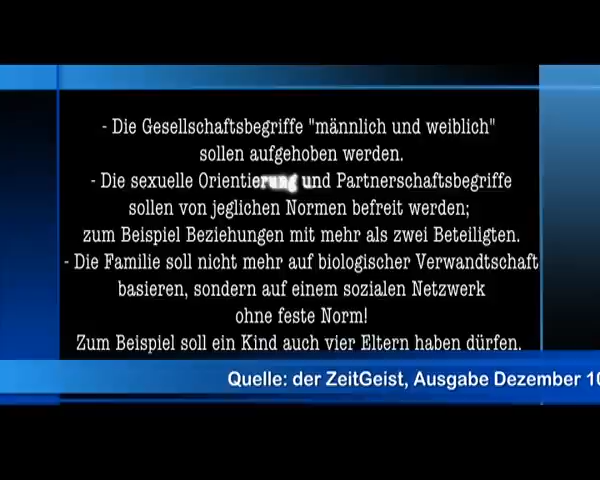 - Die Gesellschaftsbegriffe "männlich und weiblich"
sollen aufgehoben werden.
- Die sexuelle Orientierung und Partnerschaftsbegriffe
sollen von jeglichen Normen befreit werden;
zum Beispiel Beziehungen mit mehr als zwei Beteiligten.
- Die Familie soll nicht mehr auf biologischer Verwandtschaft
basieren, sondern auf einem sozialen Netzwerk
ohne feste Norm!
Zum Beispiel soll ein Kind auch vier Eltern haben dürfen.
Quelle: der ZeitGeist, Ausgabe Dezember 10